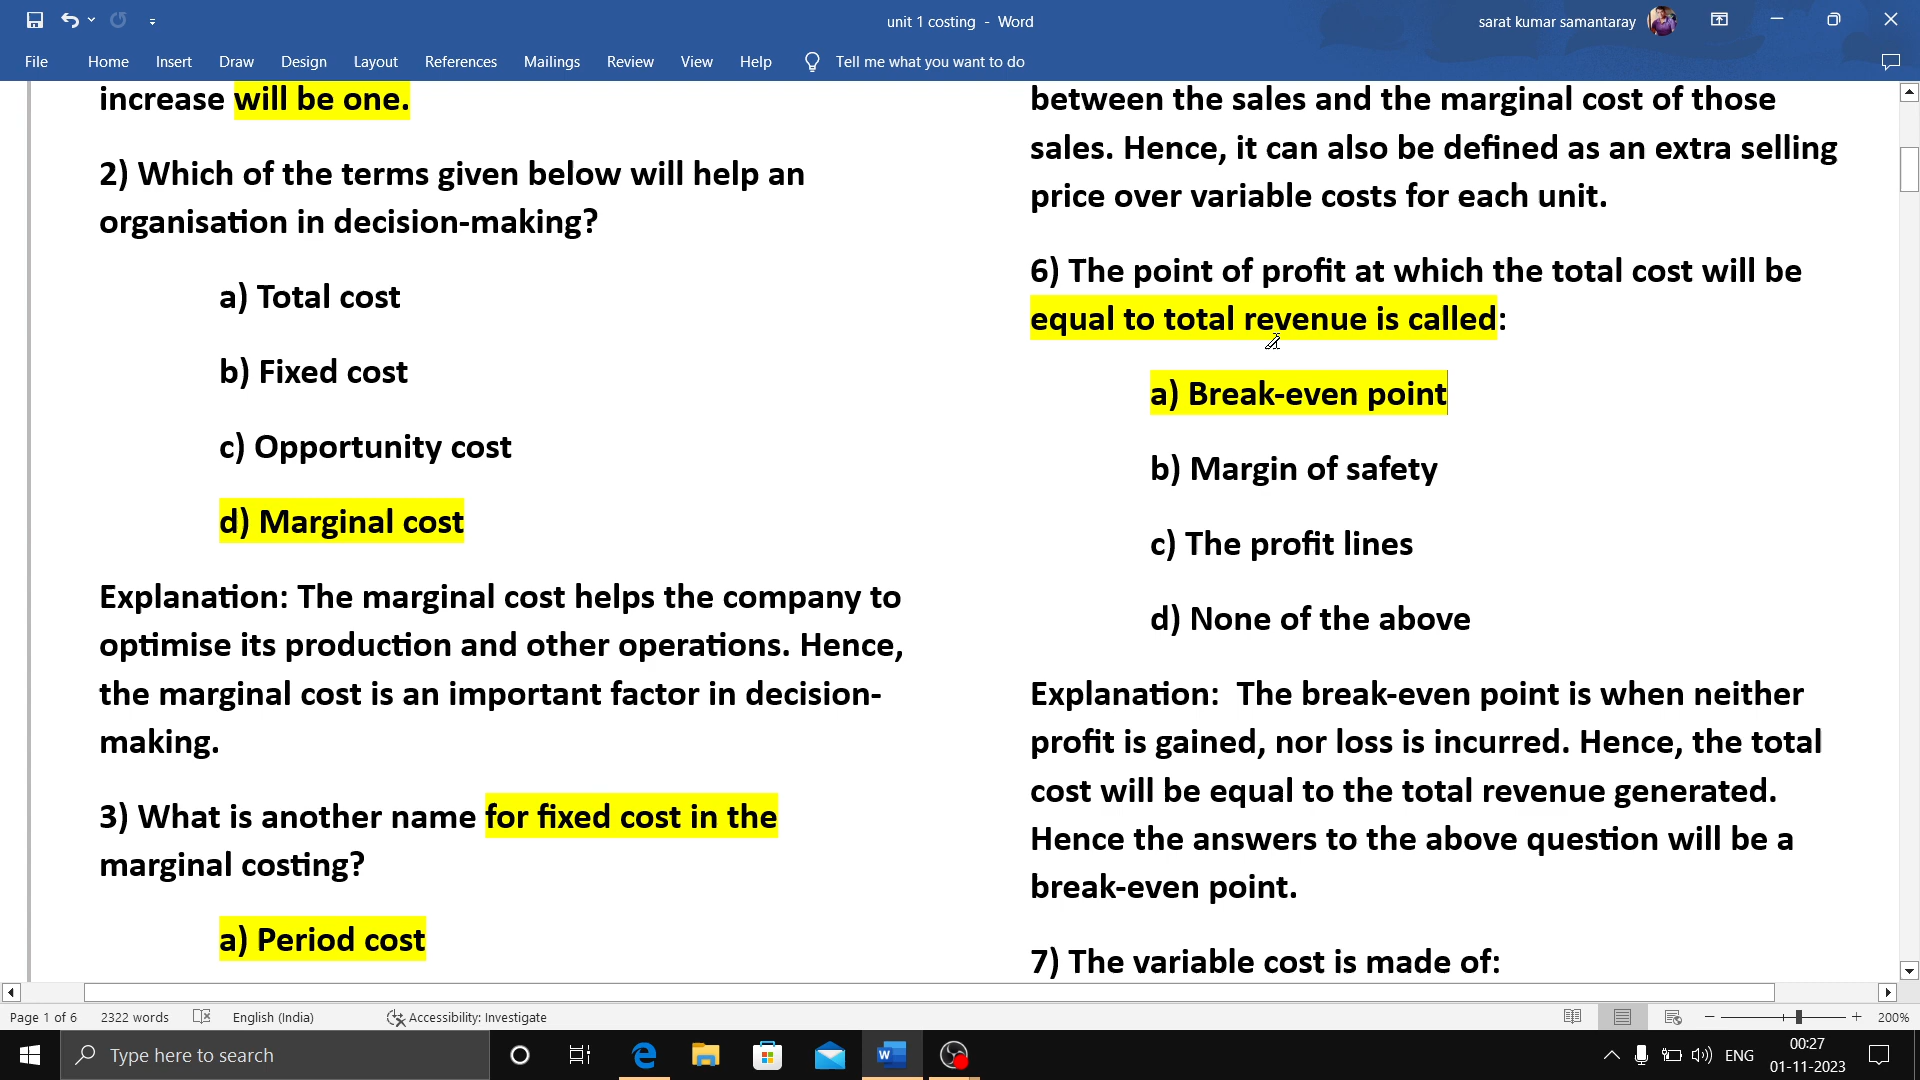 unit 1 costing - Word
sarat kumar samantaray
File Home Insert Draw Design Layout References Mailings Review View Help Tell me what you want to do
increase will be one.
2) Which of the terms given below will help an
organisation in decision-making?
a) Total cost
b) Fixed cost
c) Opportunity cost
d) Marginal cost
Explanation: The marginal cost helps the company to
optimise its production and other operations. Hence,
the marginal cost is an important factor in decision-
making.
3) What is another name for fixed cost in the
marginal costing?
a) Period cost
between the sales and the marginal cost of those
sales. Hence, it can also be defined as an extra selling
price over variable costs for each unit.
6) The point of profit at which the total cost will be
equal to total revenue is called:
a) Break-even point
b) Margin of safety
c) The profit lines
d) None of the above
Explanation:  The break-even point is when neither
profit is gained, nor loss is incurred. Hence, the total
cost will be equal to the total revenue generated.
Hence the answers to the above question will be a
break-even point.
7) The variable cost is made of:
Page 1 of 6 2322 words English (India) Accessibility: Investigate 200%
Type here to search
ENG
00:27
01-11-2023